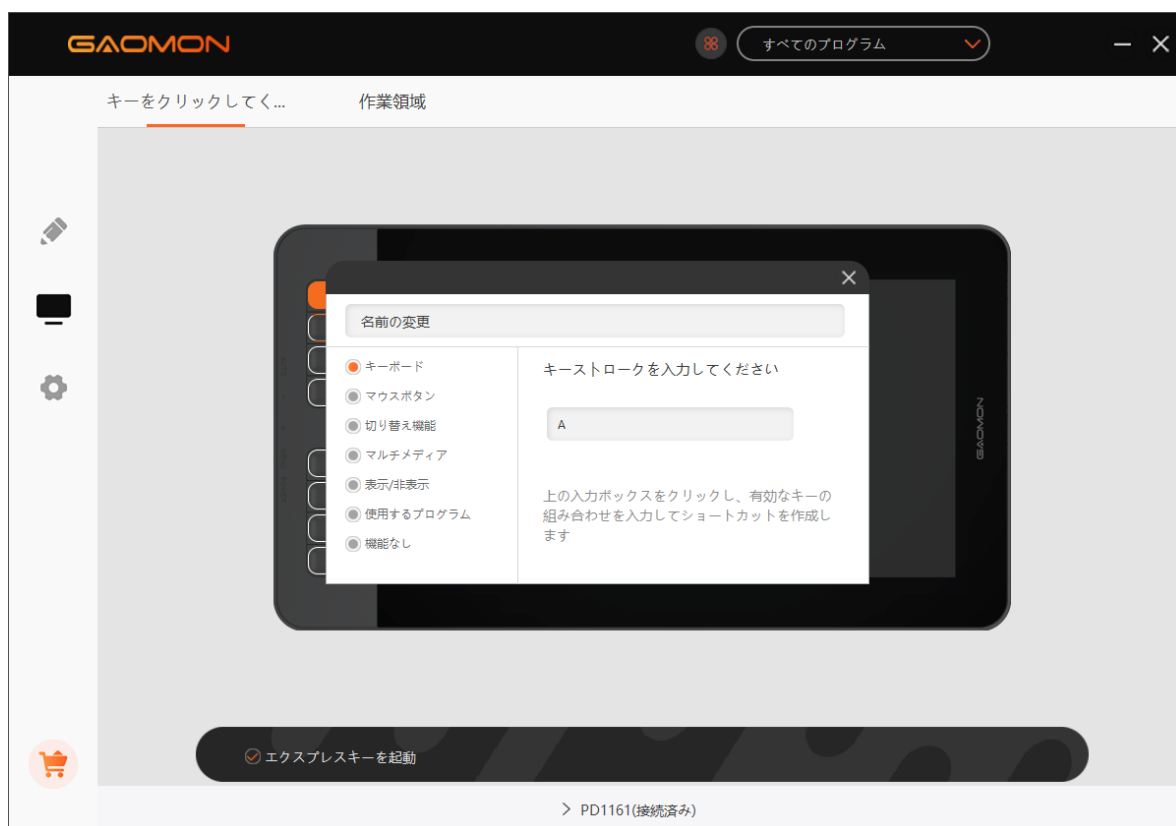 GAOMON
すべてのプログラム
キーをクリックしてく...
作業領域
名前の変更
キーボード
マウスボタン
切り替え機能
マルチメディア
表示/非表示
使用するプログラム
機能なし
キーストロークを入力してください
A
上の入力ボックスをクリックし、有効なキーの
組み合わせを入力してショートカットを作成し
ます
GAOMON
エクスプレスキーを起動
PD1161(接続済み)